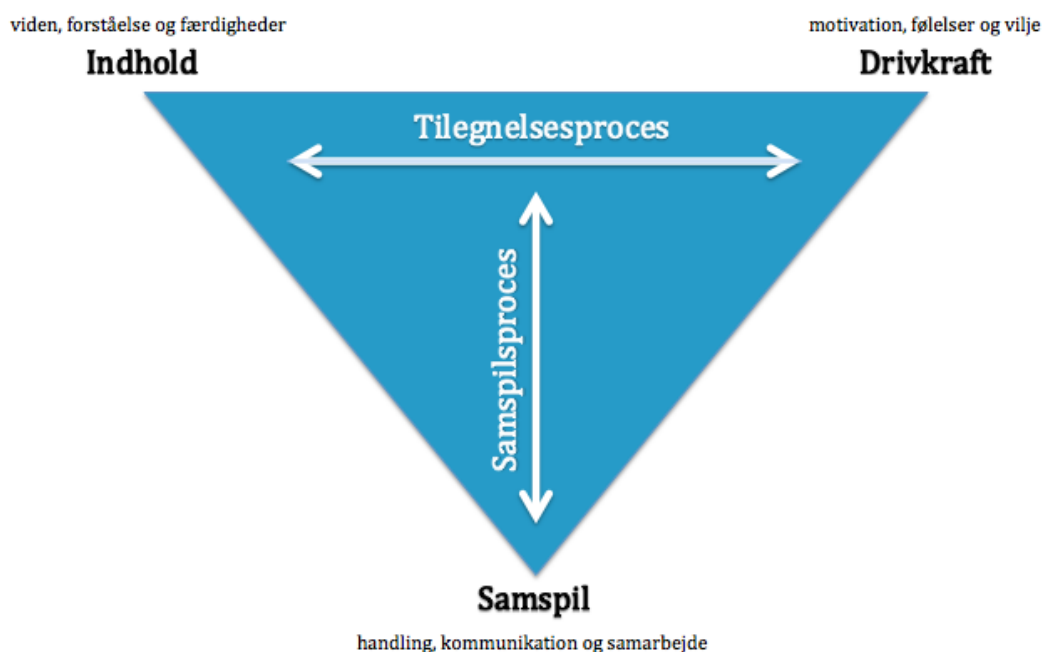 viden, forståelse og færdigheder
Indhold
motivation, følelser og vilje
Drivkraft
Tilegnelsesproces
Samspilsproces
Samspil
handling, kommunikation og samarbejde